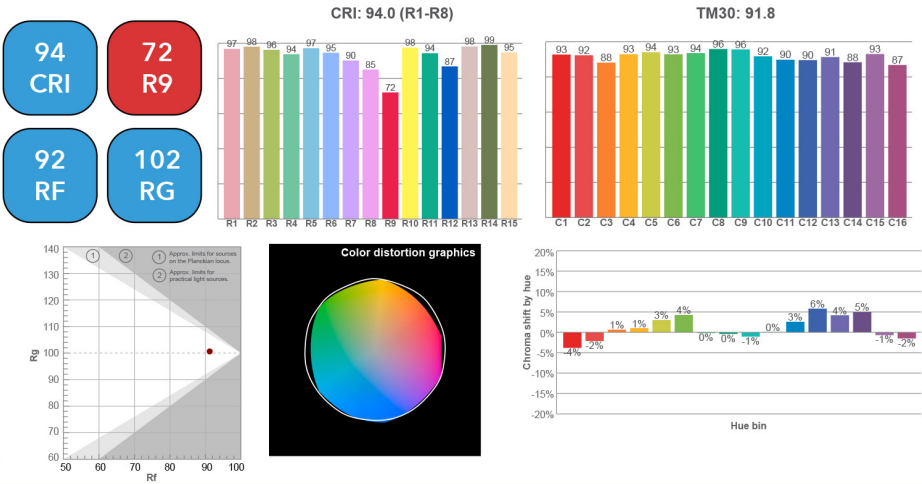 94
CRI
72
R9
92
RF
102
RG
CRI: 94.0 (R1-R8)
97 98 96 94 97 95 90 85 72 98 94 87 98 99 95
R1 R2 R3 R4 R5 R6 R7 R8 R9 R10 R11 R12 R13 R14 R15
TM30: 91.8
93 92 88 93 94 93 94 96 96 92 90 90 91 88 93 87
C1 C2 C3 C4 C5 C6 C7 C8 C9 C10 C11 C12 C13 C14 C15 C16
140
130
120
110
100
90
80
70
60
Rg
50 60 70 80 90 100
Rf
1
2
1 Approx. limits for sources
on the Planckian locus.
2 Approx. limits for
practical light sources.
Color distortion graphics
Chroma shift by hue
20%
15%
10%
5%
0%
-5%
-10%
-15%
-20%
-4% -2% 1% 1% 3% 4% 0% 0% -1% 0% 3% 6% 4% 5% -1% -2%
Hue bin